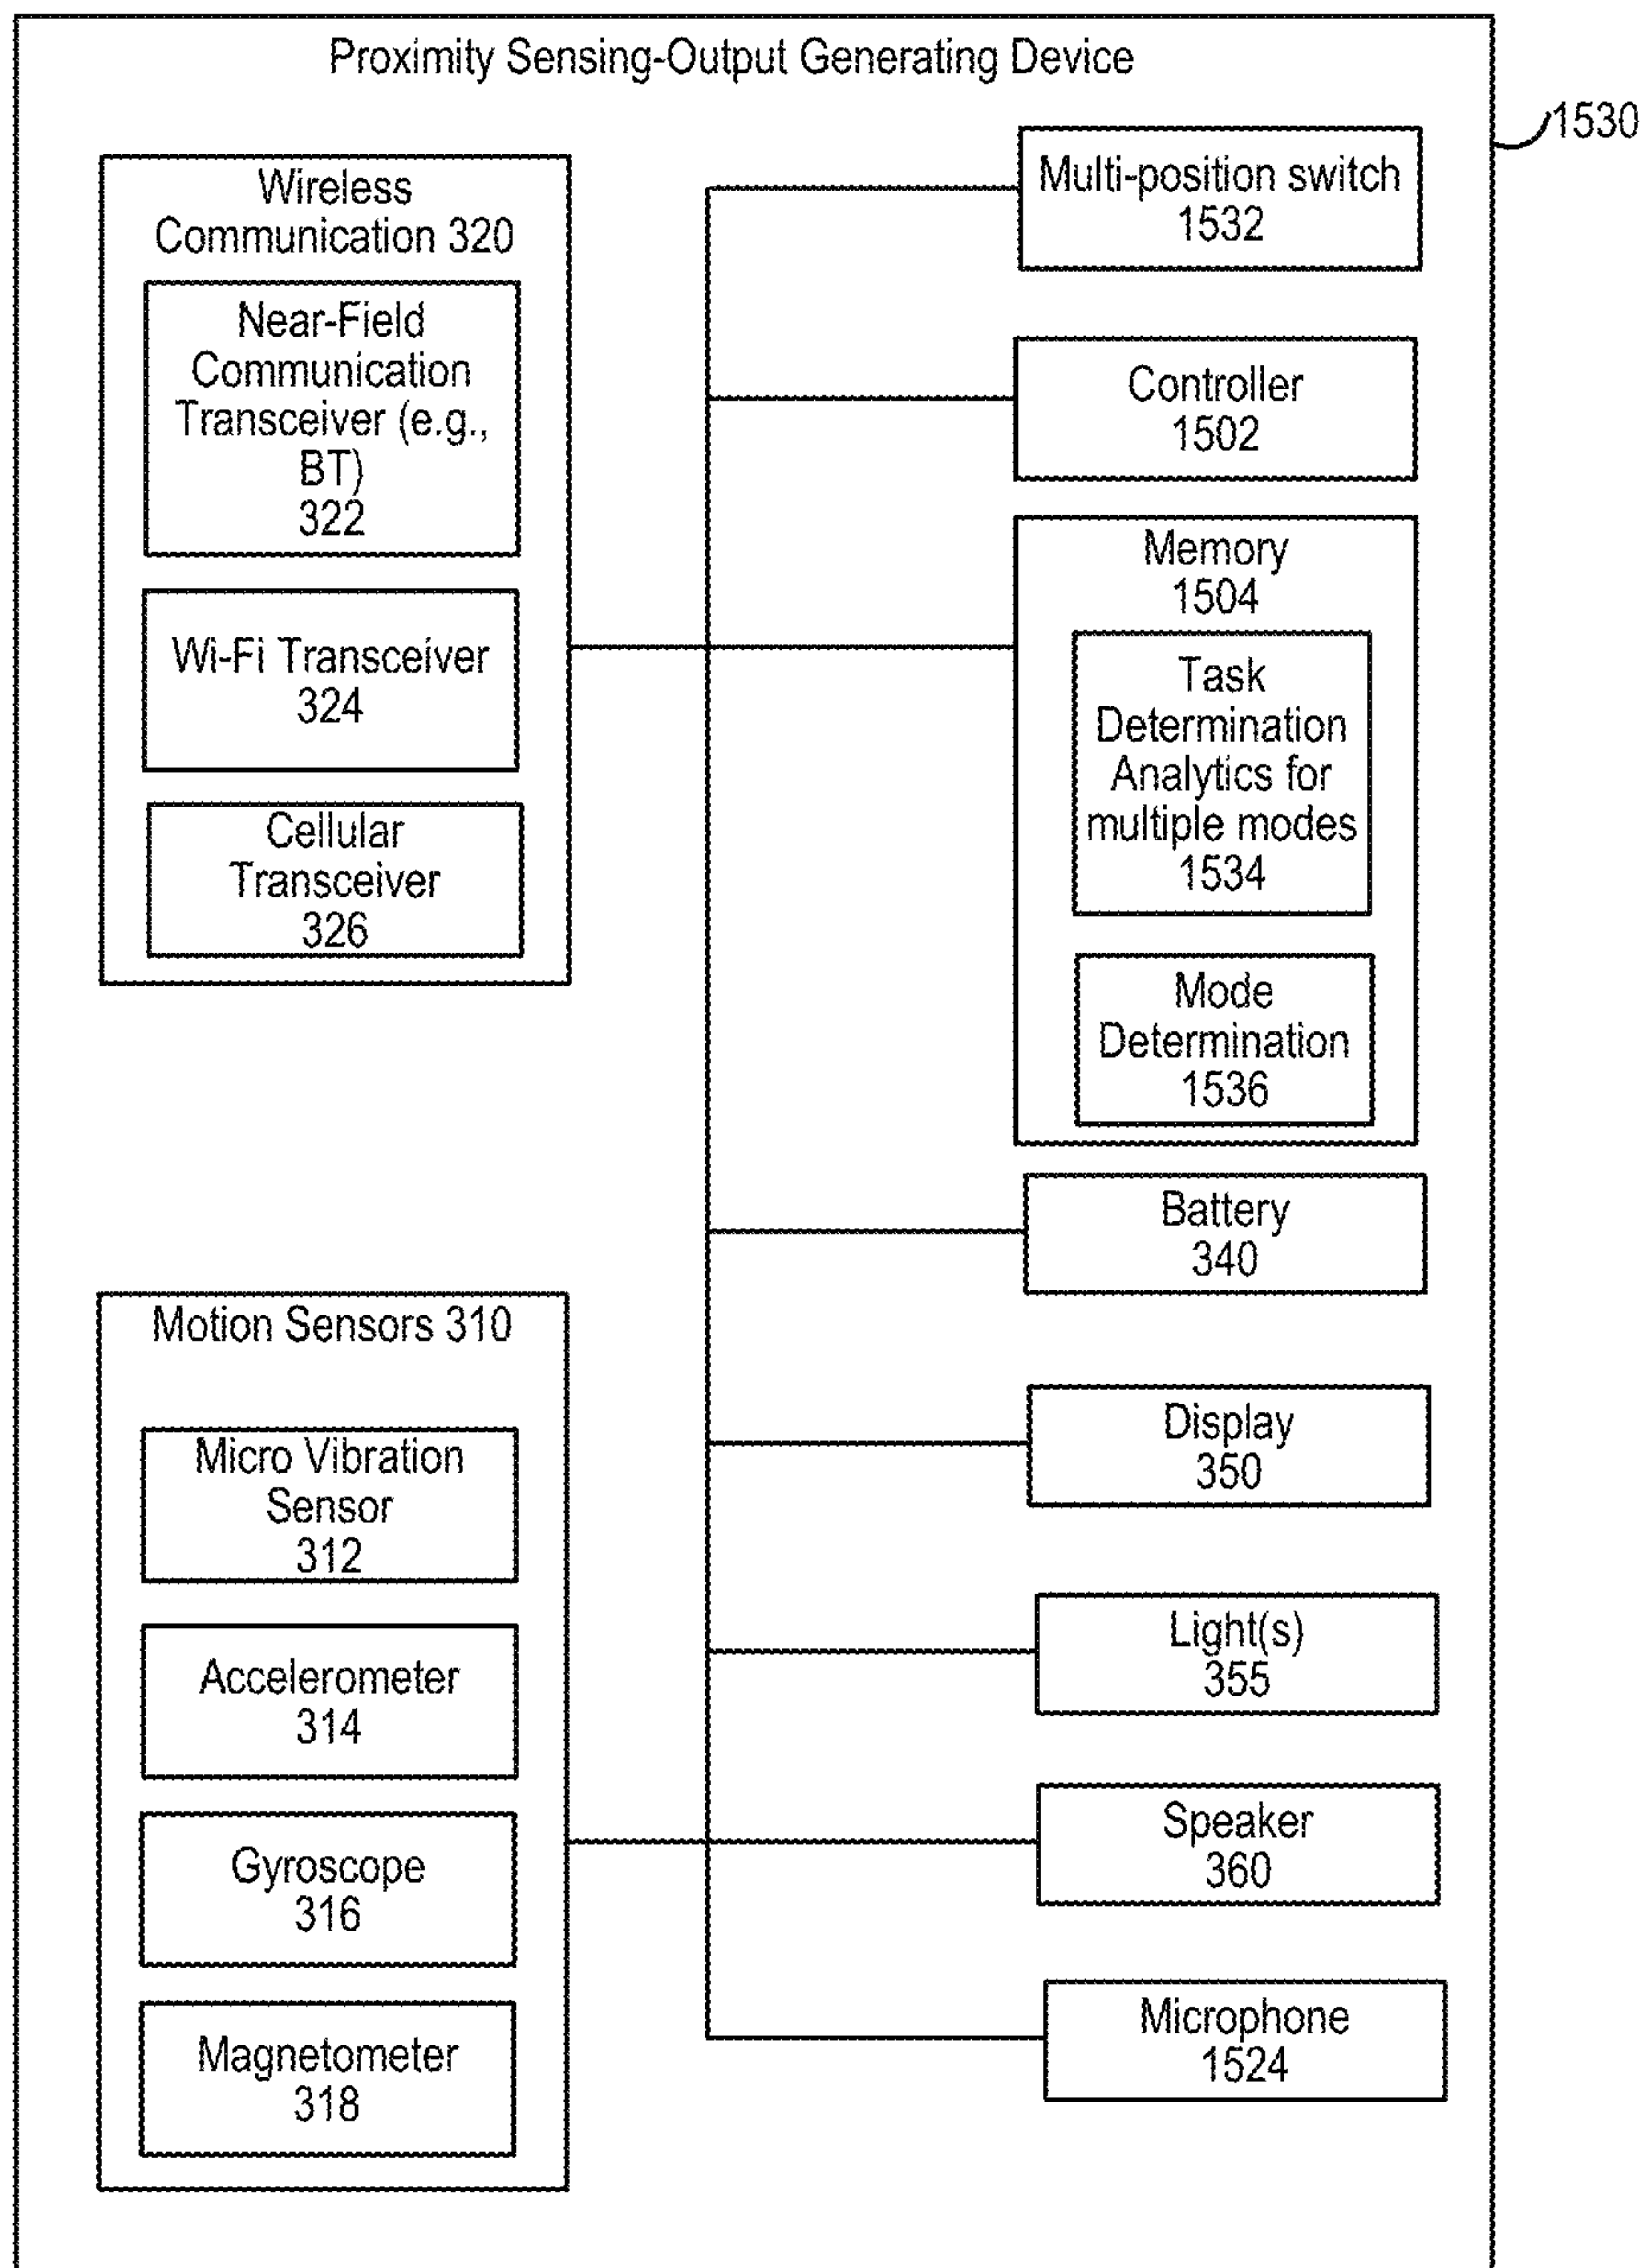 Proximity Sensing-Output Generating Device
1530
Wireless
Communication 320
Near-Field
Communication
Transceiver (e.g.,
BT)
322
Wi-Fi Transceiver
324
Cellular
Transceiver
326
Motion Sensors 310
Micro Vibration
Sensor
312
Accelerometer
314
Gyroscope
316
Magnetometer
318
Multi-position switch
1532
Controller
1502
Memory
1504
Task
Determination
Analytics for
multiple modes
1534
Mode
Determination
1536
Battery
340
Display
350
Light(s)
355
Speaker
360
Microphone
1524